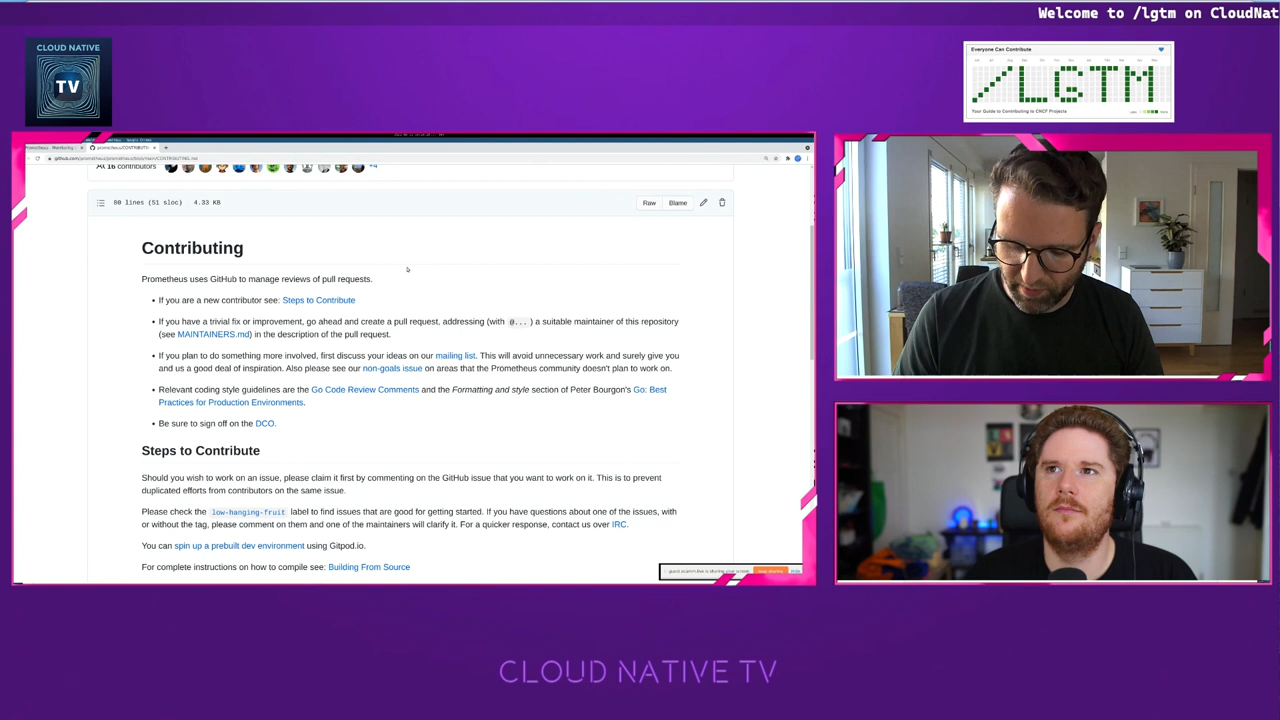 Welcome to /lgtm on CloudNat
CLOUD NATIVE
TV
Everyone Can Contribute
/LGTM
Your Guide to Contributing to CNCF Projects
16 contributors
80 lines (51 sloc) 4.33 KB
Raw Blame
Contributing
Prometheus uses GitHub to manage reviews of pull requests.
• If you are a new contributor see: Steps to Contribute
• If you have a trivial fix or improvement, go ahead and create a pull request, addressing (with @... ) a suitable maintainer of this repository
(see MAINTAINERS.md) in the description of the pull request.
• If you plan to do something more involved, first discuss your ideas on our mailing list. This will avoid unnecessary work and surely give you
and us a good deal of inspiration. Also please see our non-goals issue on areas that the Prometheus community doesn't plan to work on.
• Relevant coding style guidelines are the Go Code Review Comments and the Formatting and style section of Peter Bourgon's Go: Best
Practices for Production Environments.
• Be sure to sign off on the DCO.
Steps to Contribute
Should you wish to work on an issue, please claim it first by commenting on the GitHub issue that you want to work on it. This is to prevent
duplicated efforts from contributors on the same issue.
Please check the low-hanging-fruit label to find issues that are good for getting started. If you have questions about one of the issues, with
or without the tag, please comment on them and one of the maintainers will clarify it. For a quicker response, contact us over IRC.
You can spin up a prebuilt dev environment using Gitpod.io.
For complete instructions on how to compile see: Building From Source
CLOUD NATIVE TV